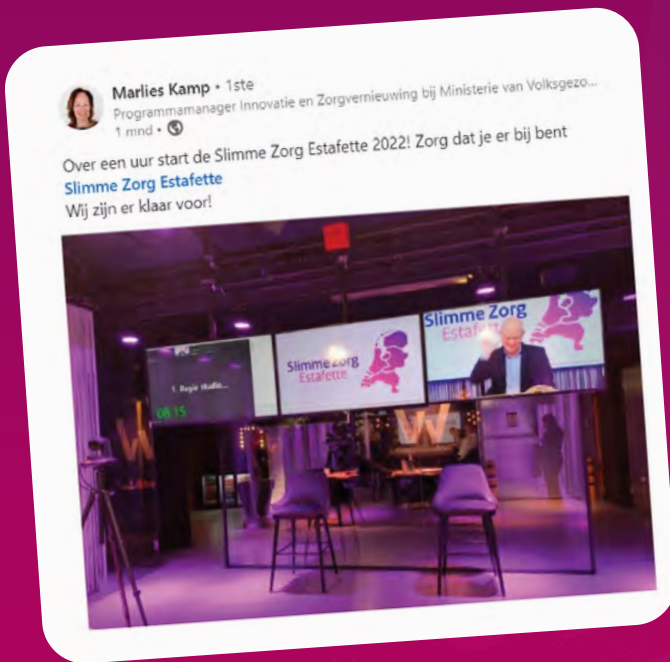 Marlies Kamp • 1ste
Programmamanager Innovatie en Zorgvernieuwing bij Ministerie van Volksgezo...
1 mnd •
Over een uur start de Slimme Zorg Estafette 2022! Zorg dat je er bij bent
Slimme Zorg Estafette
Wij zijn er klaar voor!
1. Regie studio...
08:15
Slimme Zorg
Estafette
Slimme Zorg
Estafette
W
W